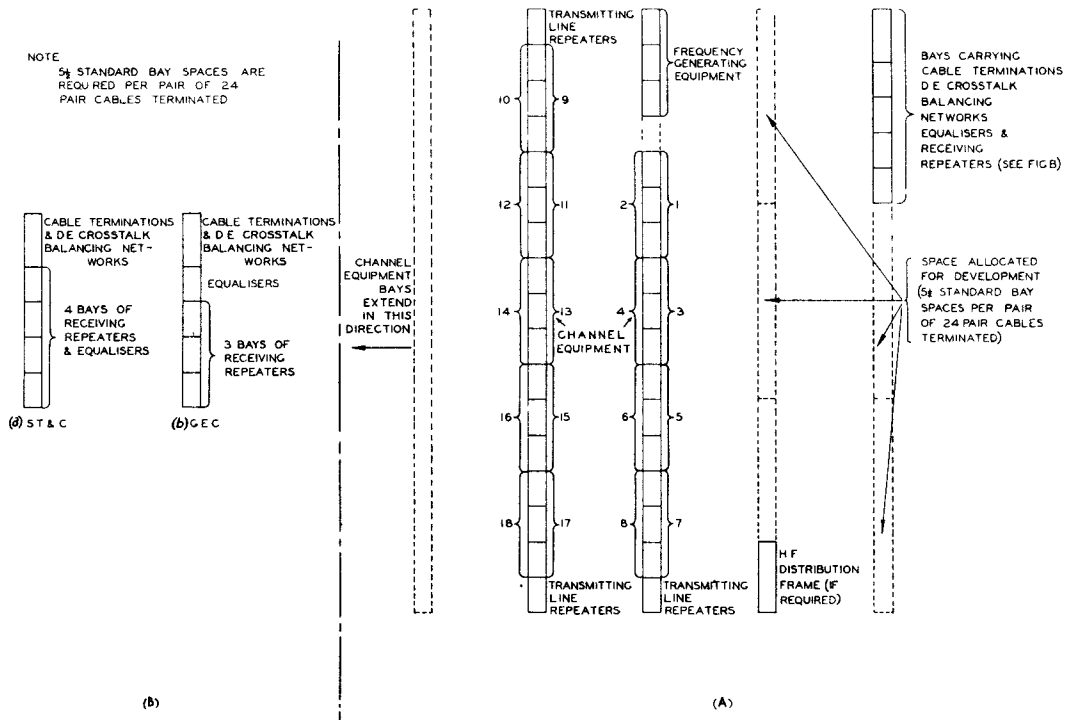 NOTE
5½ STANDARD BAY SPACES ARE
REQUIRED PER PAIR OF 24
PAIR CABLES TERMINATED
CABLE TERMINATIONS
& D E CROSSTALK
BALANCING NET-
WORKS
4 BAYS OF
RECEIVING
REPEATERS
& EQUALISERS
(a) S T & C
CABLE TERMINATIONS
& D E CROSSTALK
BALANCING NET-
WORKS
EQUALISERS
3 BAYS OF
RECEIVING
REPEATERS
(b) G E C
(B)
CHANNEL
EQUIPMENT
BAYS
EXTEND
IN THIS
DIRECTION
TRANSMITTING
LINE
REPEATERS
10 9
12 11
14 13
16 15
18 17
TRANSMITTING
LINE
REPEATERS
CHANNEL
EQUIPMENT
FREQUENCY
GENERATING
EQUIPMENT
2 1
4 3
6 5
8 7
TRANSMITTING
LINE
REPEATERS
H F
DISTRIBUTION
FRAME (IF
REQUIRED)
BAYS CARRYING
CABLE TERMINATIONS
D E CROSSTALK
BALANCING
NETWORKS
EQUALISERS &
RECEIVING
REPEATERS (SEE FIG B)
SPACE ALLOCATED
FOR DEVELOPMENT
(5½ STANDARD BAY
SPACES PER PAIR
OF 24 PAIR CABLES
TERMINATED)
(A)